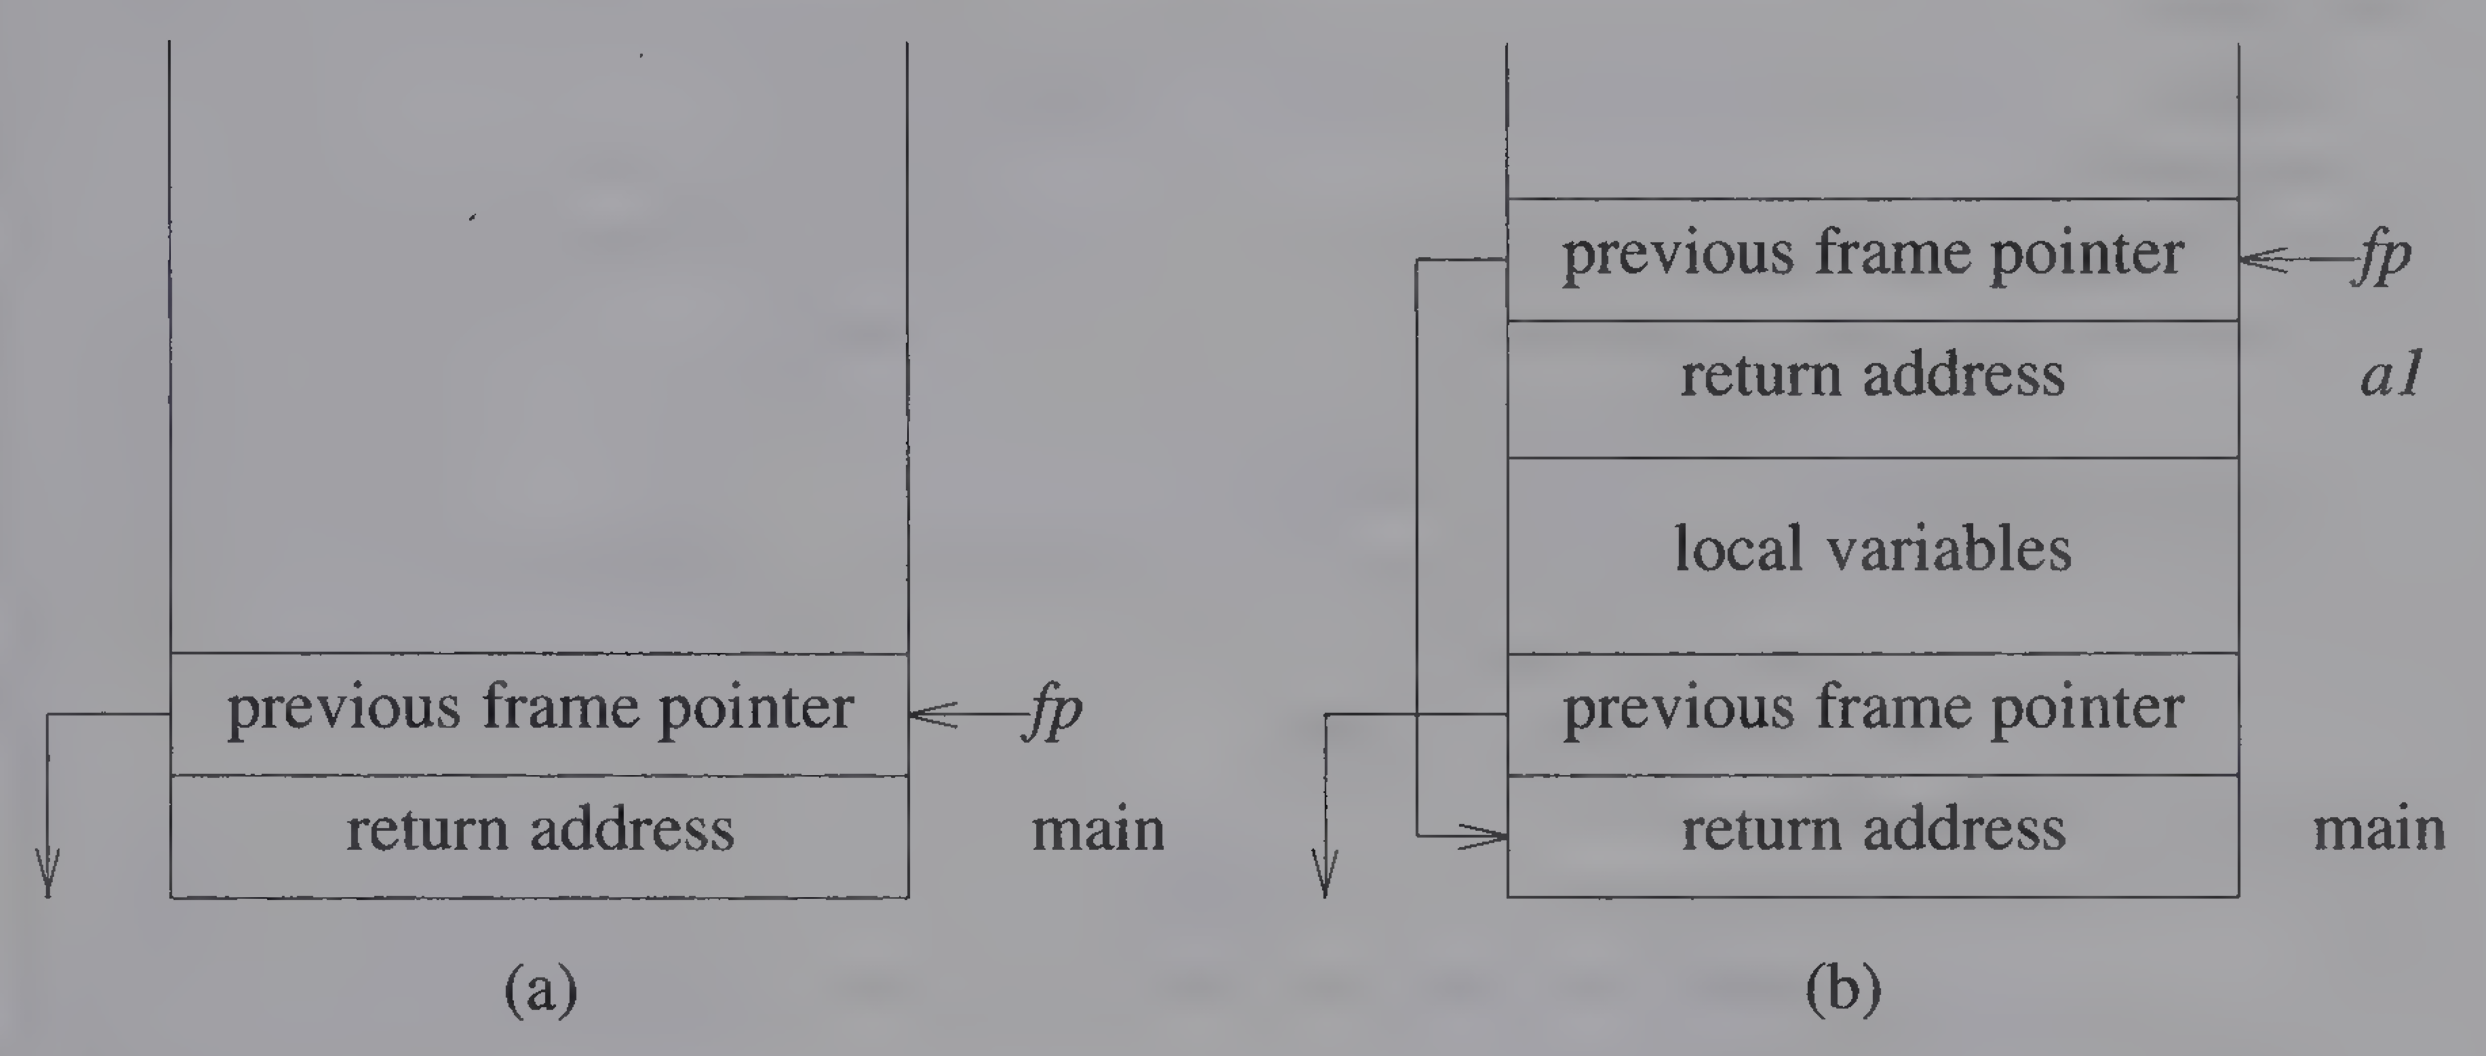 previous frame pointer fp
previous frame pointer fp
return address a1
local variables
previous frame pointer
return address main
return address main
(a)
(b)